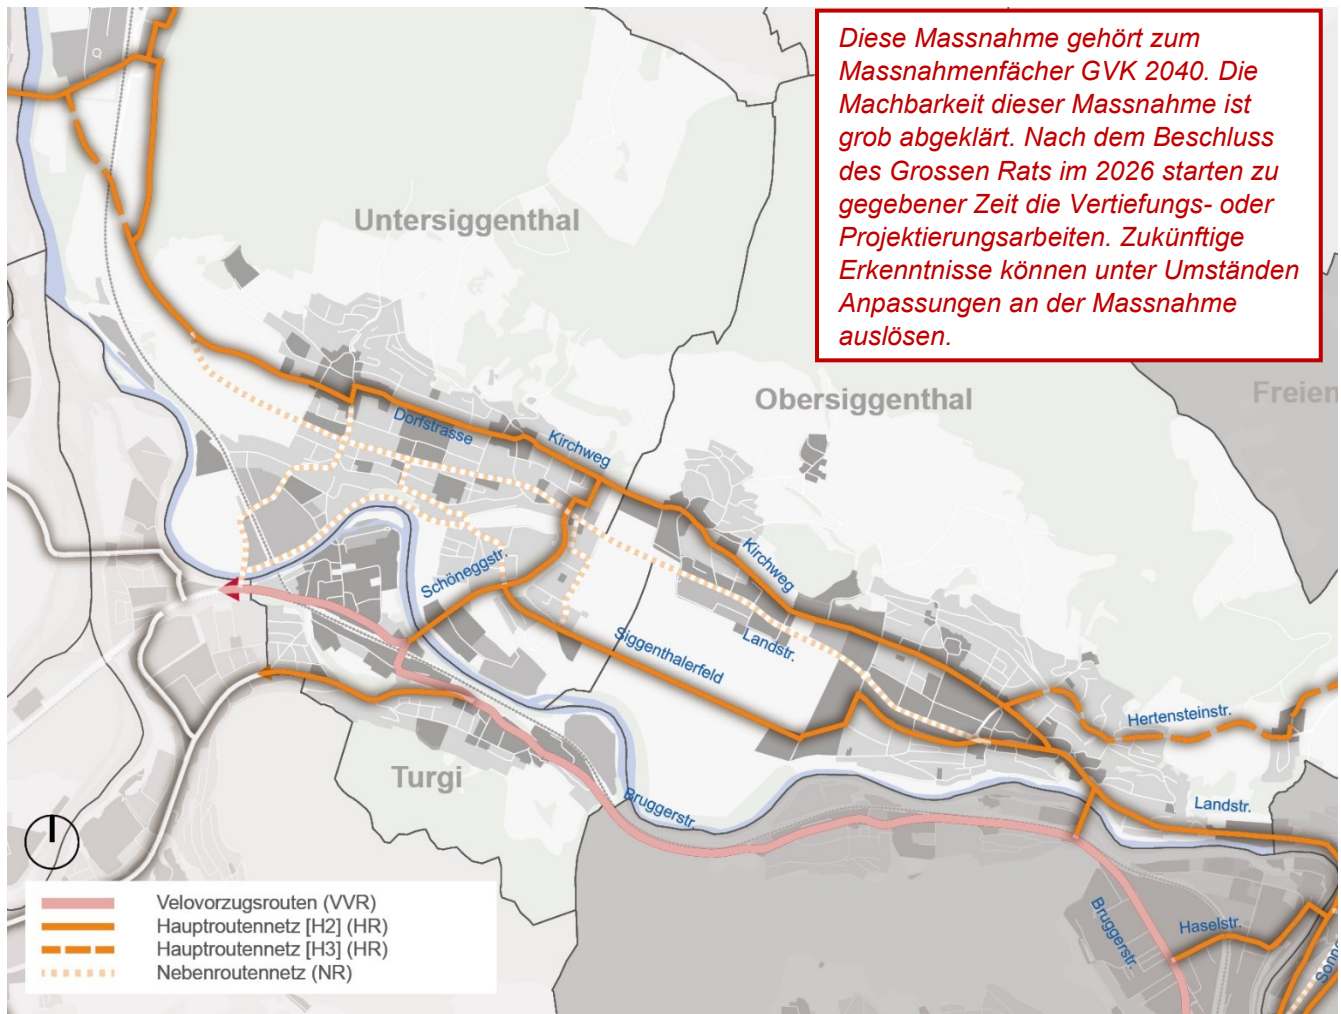 Diese Massnahme gehört zum
Massnahmenfächer GVK 2040. Die
Machbarkeit dieser Massnahme ist
grob abgeklärt. Nach dem Beschluss
des Grossen Rats im 2026 starten zu
gegebener Zeit die Vertiefungs- oder
Projektierungsarbeiten. Zukünftige
Erkenntnisse können unter Umständen
Anpassungen an der Massnahme
auslösen.
Untersiggenthal
Obersiggenthal
Freien
Dorfstrasse
Kirchweg
Kirchweg
Schöneggstr.
Siggenthalerfeld
Landstr.
Hertensteinstr.
Turgi
Bruggerstr.
Landstr.
Bruggerstr.
Haselstr.
Sonne
Velovorzugsrouten (VVR)
Hauptroutennetz [H2] (HR)
Hauptroutennetz [H3] (HR)
Nebenroutennetz (NR)